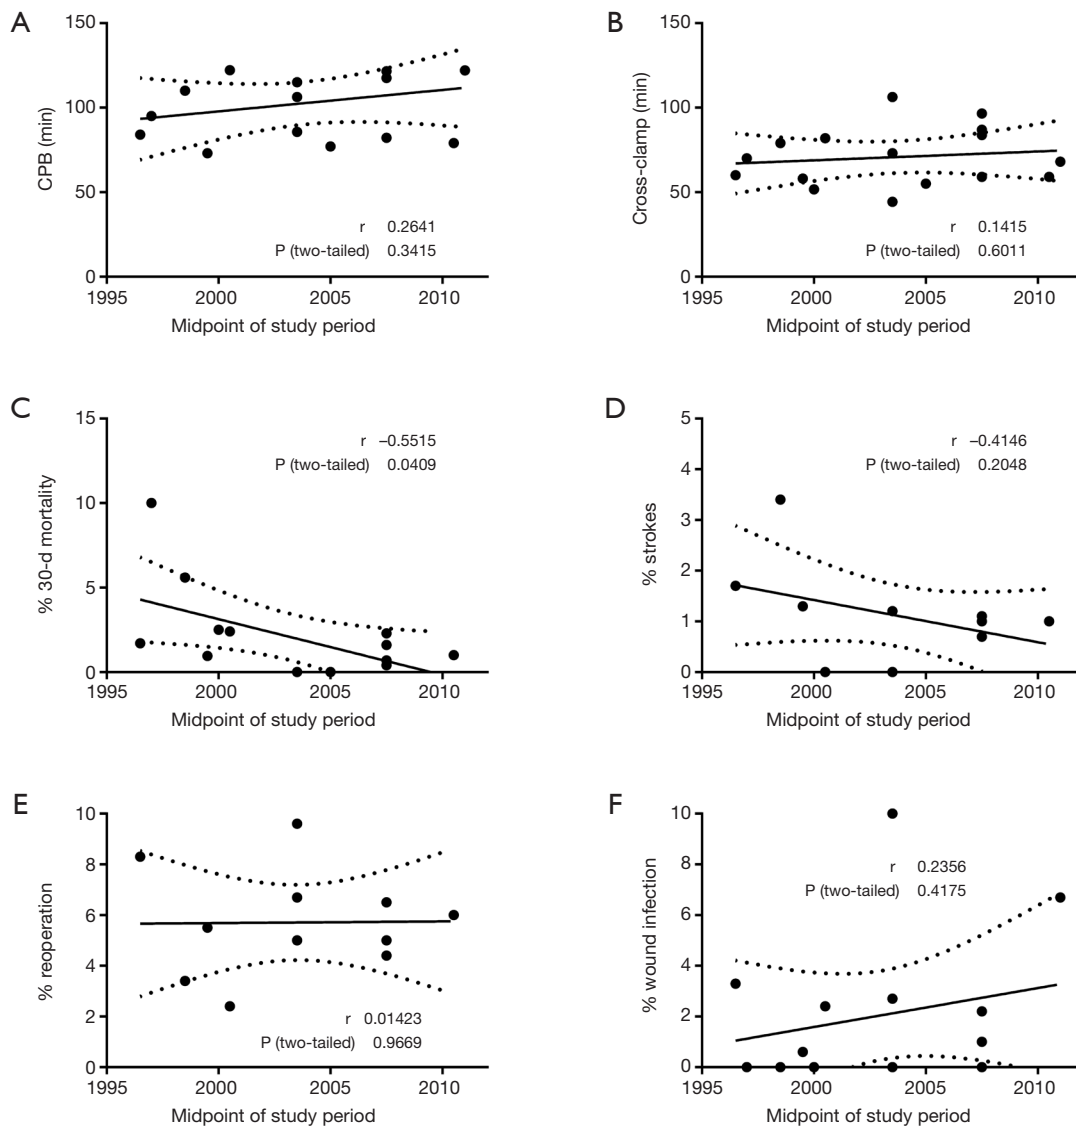 A
150
100
50
0
CPB (min)
r 0.2641
P (two-tailed) 0.3415
1995 2000 2005 2010
Midpoint of study period
B
150
100
50
0
Cross-clamp (min)
r 0.1415
P (two-tailed) 0.6011
1995 2000 2005 2010
Midpoint of study period
C
15
10
5
0
% 30-d mortality
r –0.5515
P (two-tailed) 0.0409
1995 2000 2005 2010
Midpoint of study period
D
5
4
3
2
1
0
% strokes
r –0.4146
P (two-tailed) 0.2048
1995 2000 2005 2010
Midpoint of study period
E
10
8
6
4
2
0
% reoperation
r 0.01423
P (two-tailed) 0.9669
1995 2000 2005 2010
Midpoint of study period
F
10
8
6
4
2
0
% wound infection
r 0.2356
P (two-tailed) 0.4175
1995 2000 2005 2010
Midpoint of study period